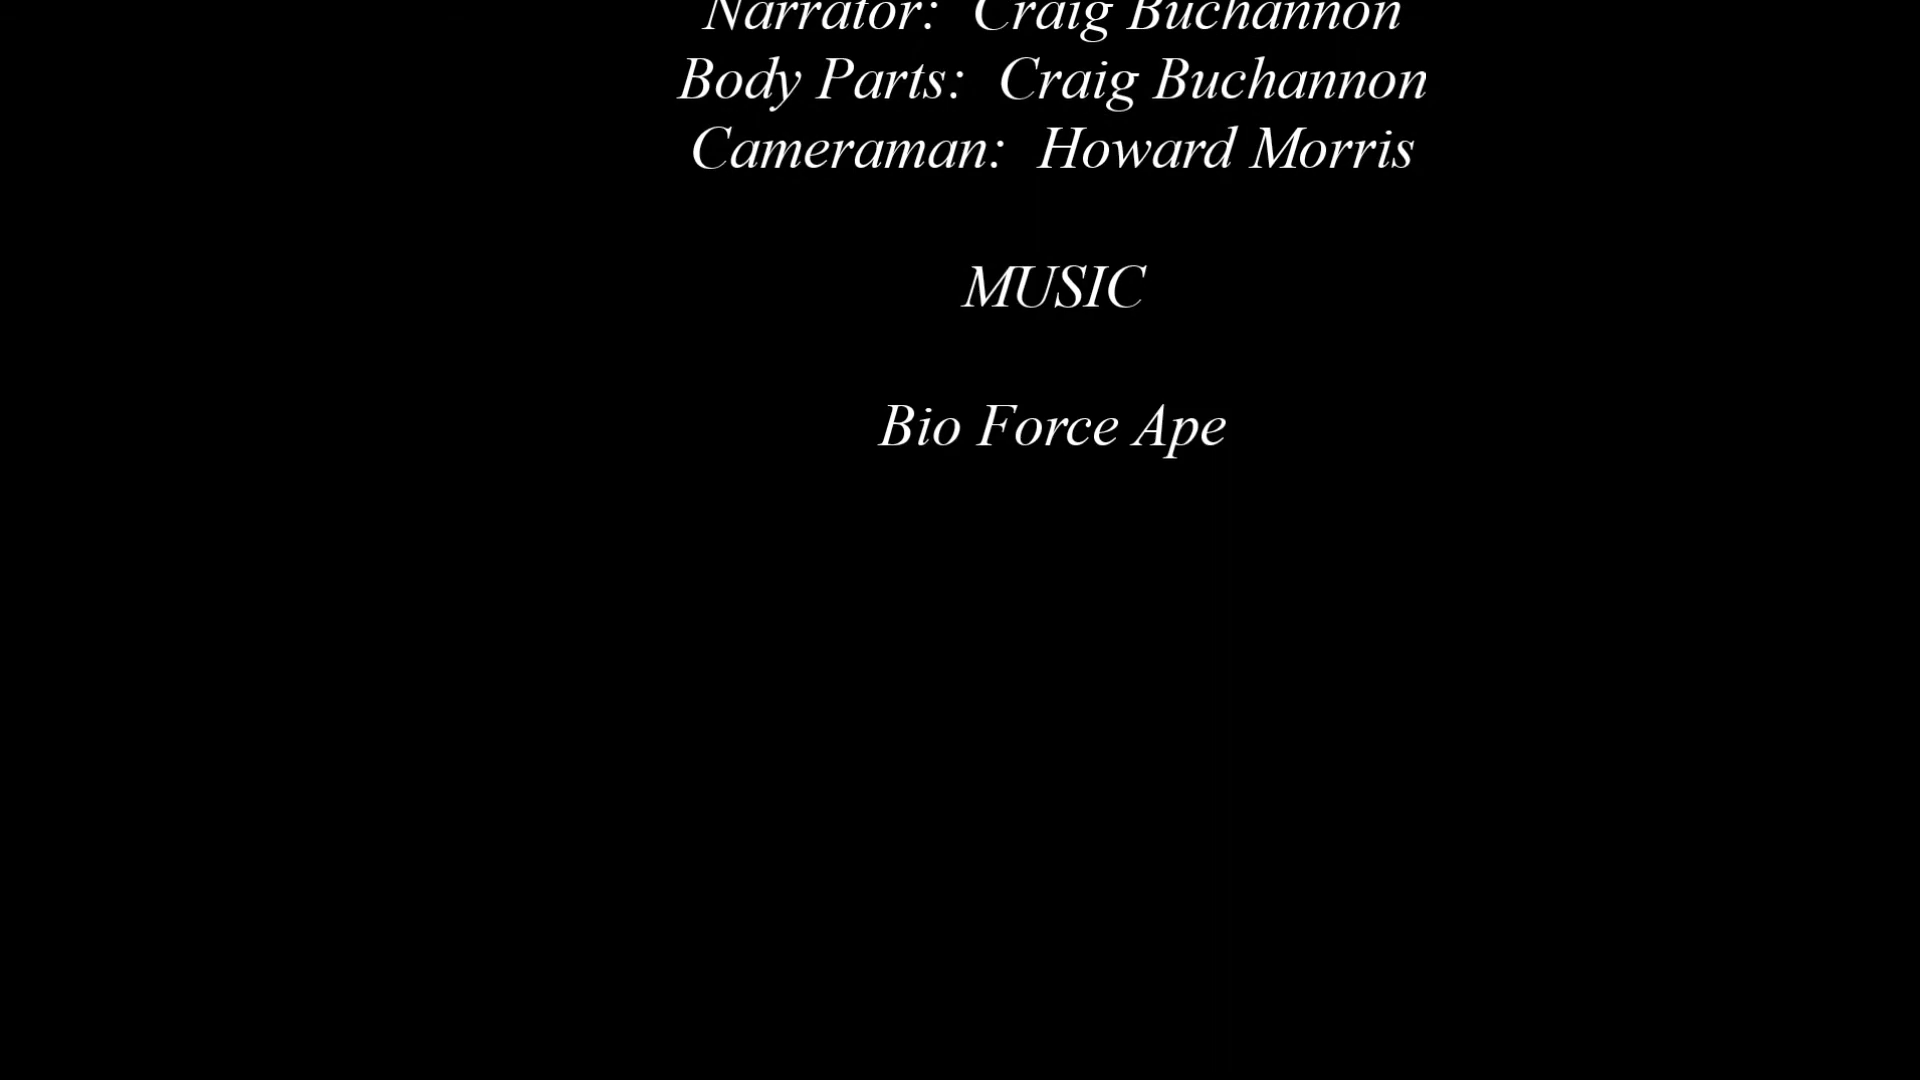 Narrator: Craig Buchannon
Body Parts: Craig Buchannon
Cameraman: Howard Morris
MUSIC
Bio Force Ape